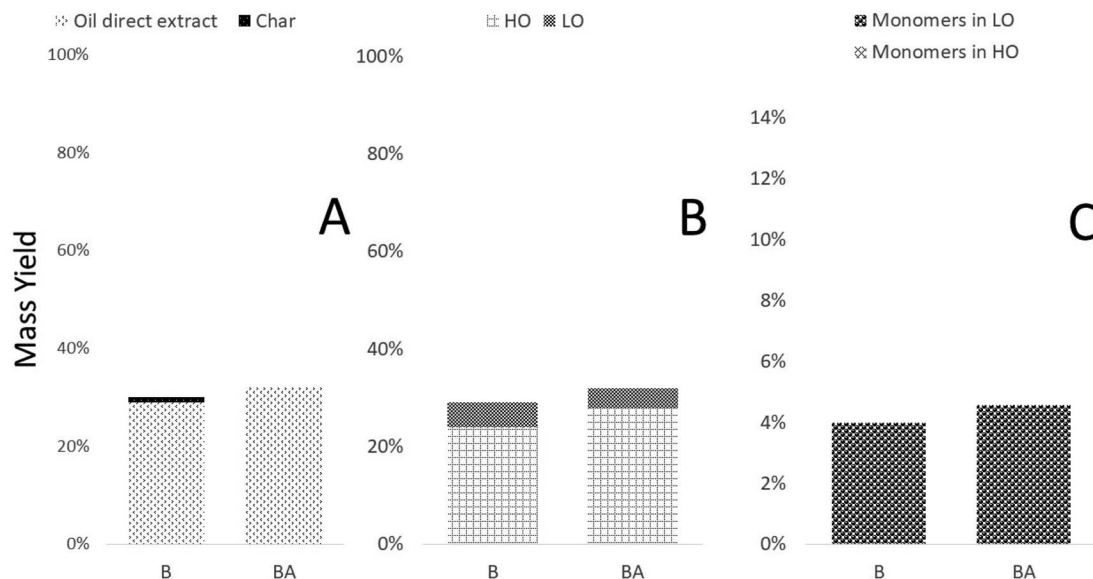 Oil direct extract Char
100%
80%
60%
40%
20%
0%
Mass Yield
A
B BA
HO LO
100%
80%
60%
40%
20%
0%
B
B BA
Monomers in LO
Monomers in HO
14%
12%
10%
8%
6%
4%
2%
0%
C
B BA